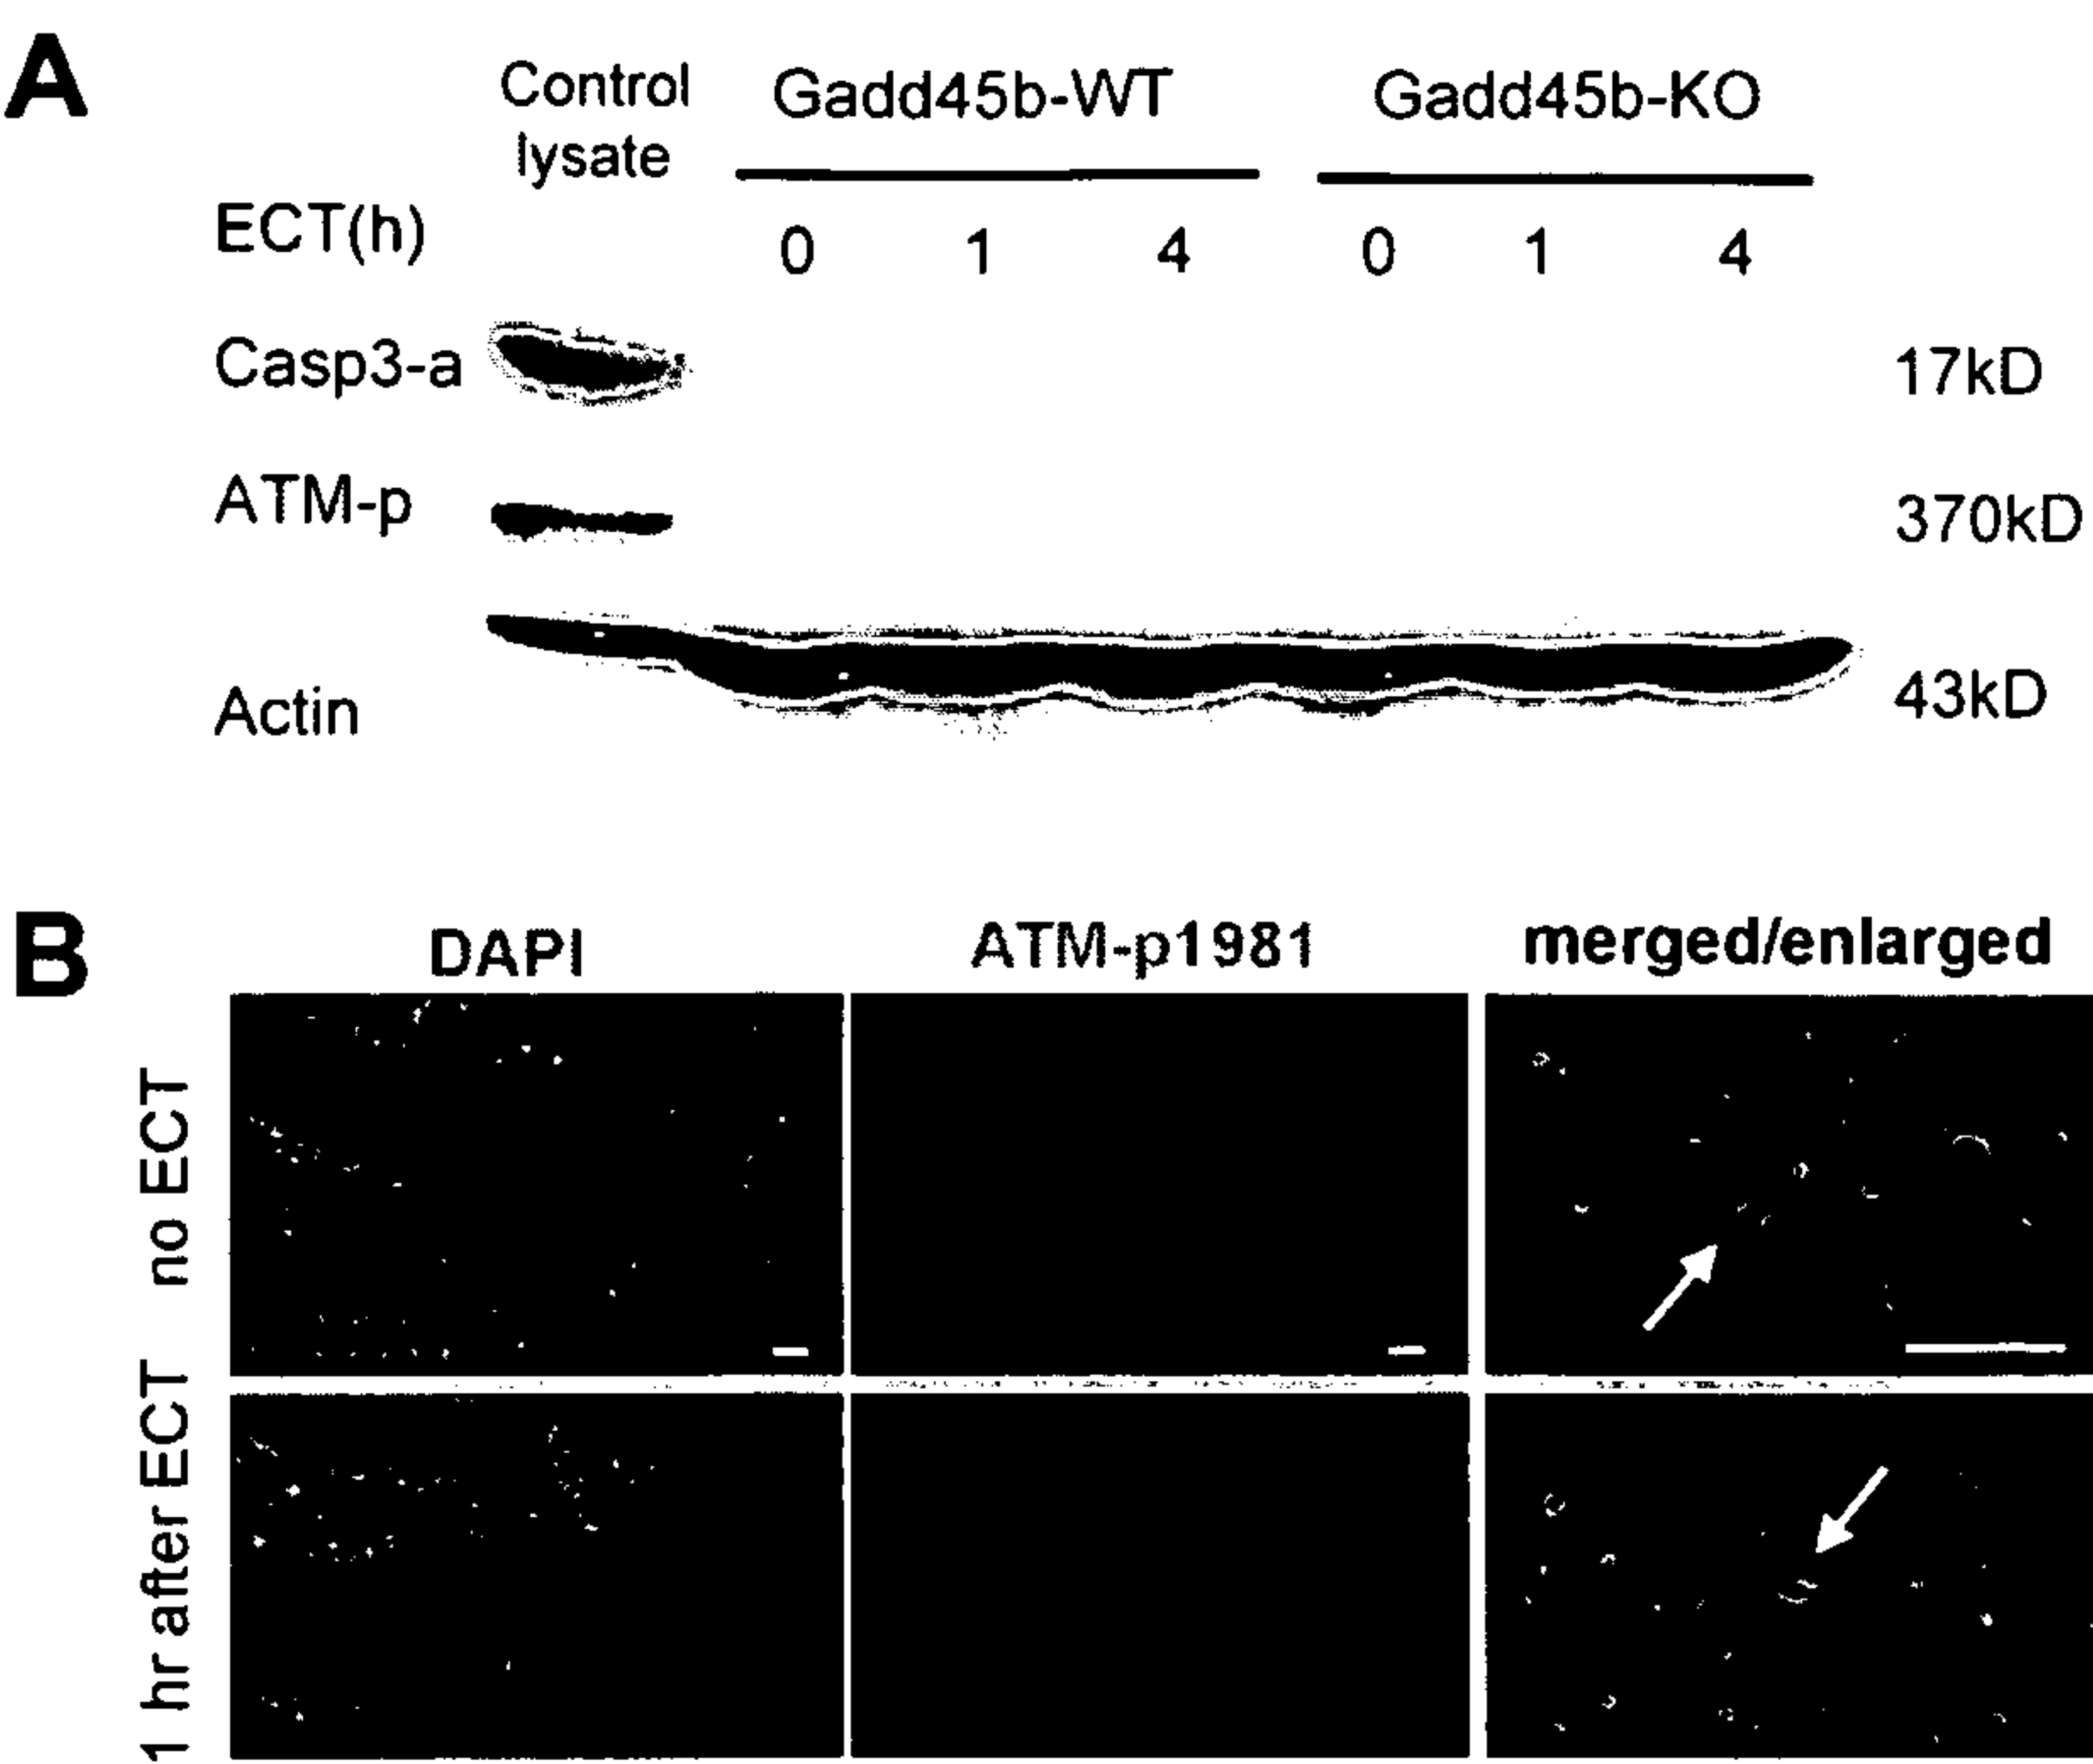 A
Control lysate
Gadd45b-WT
Gadd45b-KO
ECT(h)
0 1 4 0 1 4
Casp3-a
17kD
ATM-p
370kD
Actin
43kD
B
DAPI
ATM-p1981
merged/enlarged
no ECT
1 hr after ECT